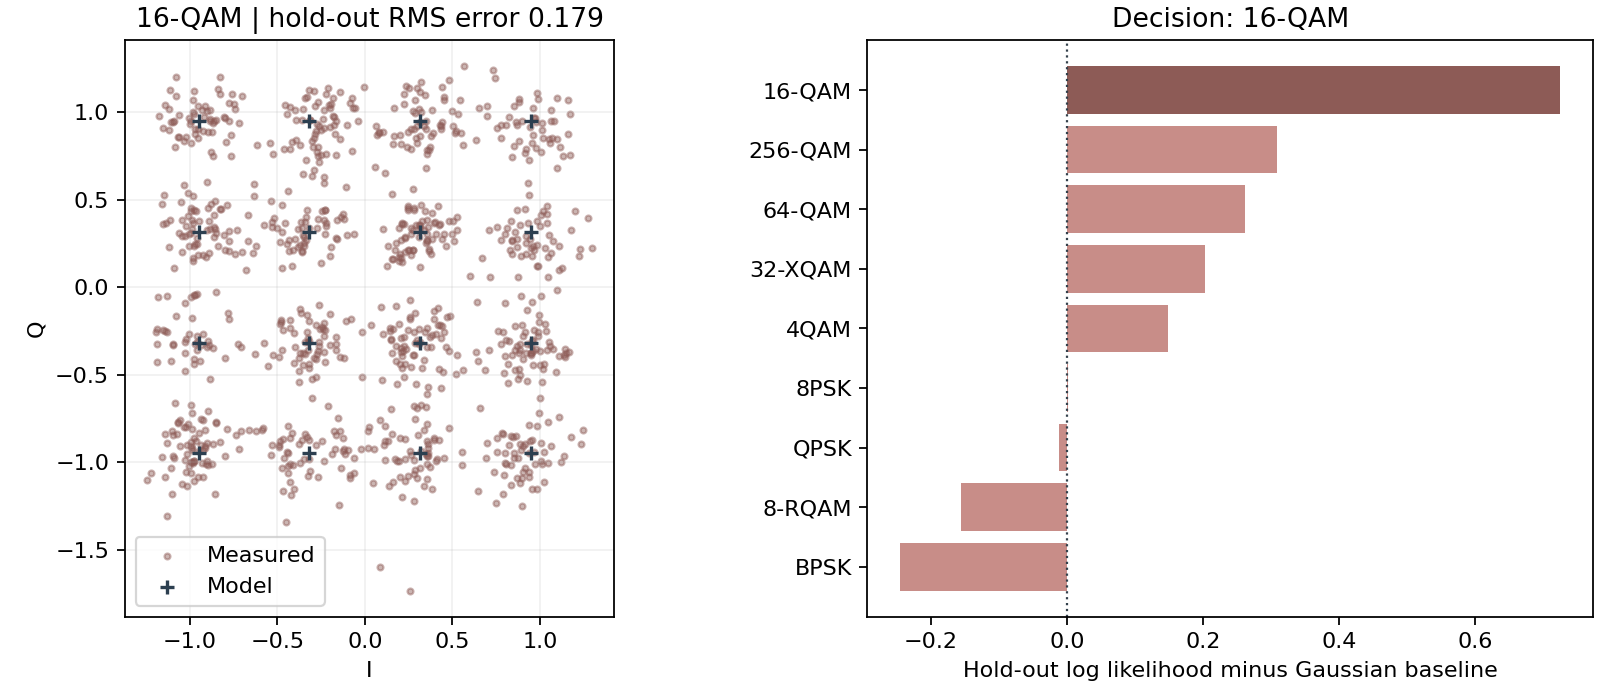 16-QAM | hold-out RMS error 0.179
1.0
0.5
0.0
−0.5
−1.0
−1.5
Q
Measured
Model
−1.0
−0.5
0.0
0.5
1.0
I
Decision: 16-QAM
16-QAM
256-QAM
64-QAM
32-XQAM
4QAM
8PSK
QPSK
8-RQAM
BPSK
−0.2
0.0
0.2
0.4
0.6
Hold-out log likelihood minus Gaussian baseline